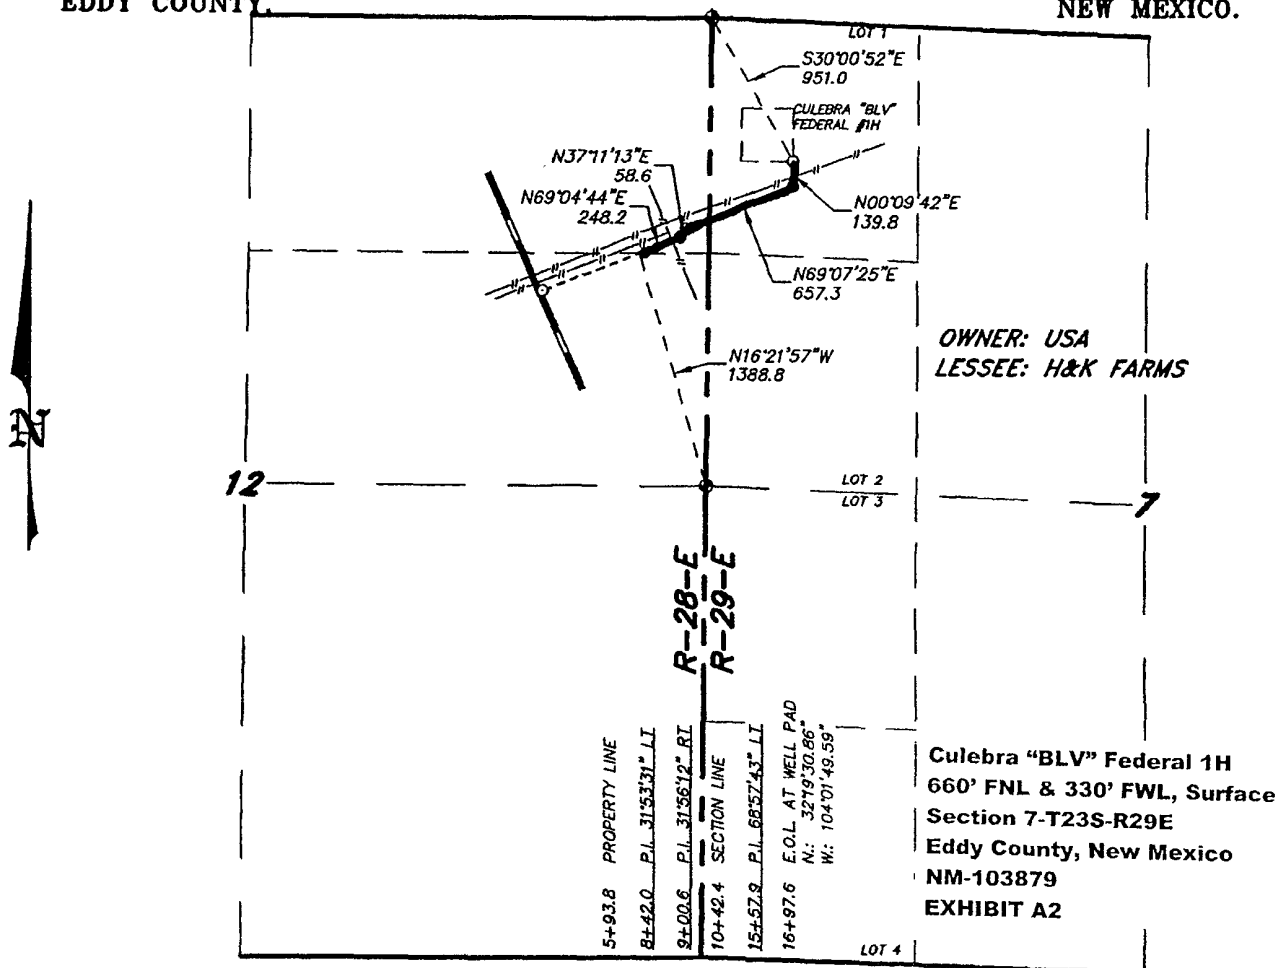 EDDY COUNTY,
NEW MEXICO.
LOT 1
S30°00'52"E
951.0
CULEBRA "BLV"
FEDERAL #1H
N37°11'13"E
58.6
N69°04'44"E
248.2
N00°09'42"E
139.8
N69°07'25"E
657.3
OWNER: USA
LESSEE: H&K FARMS
N16°21'57"W
1388.8
N
12
LOT 2
LOT 3
7
R-28-E
R-29-E
5+93.8 PROPERTY LINE
8+42.0 P.I. 31°53'31" LT
9+00.6 P.I. 31°56'12" RT
10+42.4 SECTION LINE
15+57.9 P.I. 68°57'43" LT
16+97.6 E.O.L. AT WELL PAD
N.: 32°19'30.86"
W.: 104°01'49.59"
Culebra “BLV” Federal 1H
660' FNL & 330' FWL, Surface
Section 7-T23S-R29E
Eddy County, New Mexico
NM-103879
EXHIBIT A2
LOT 4